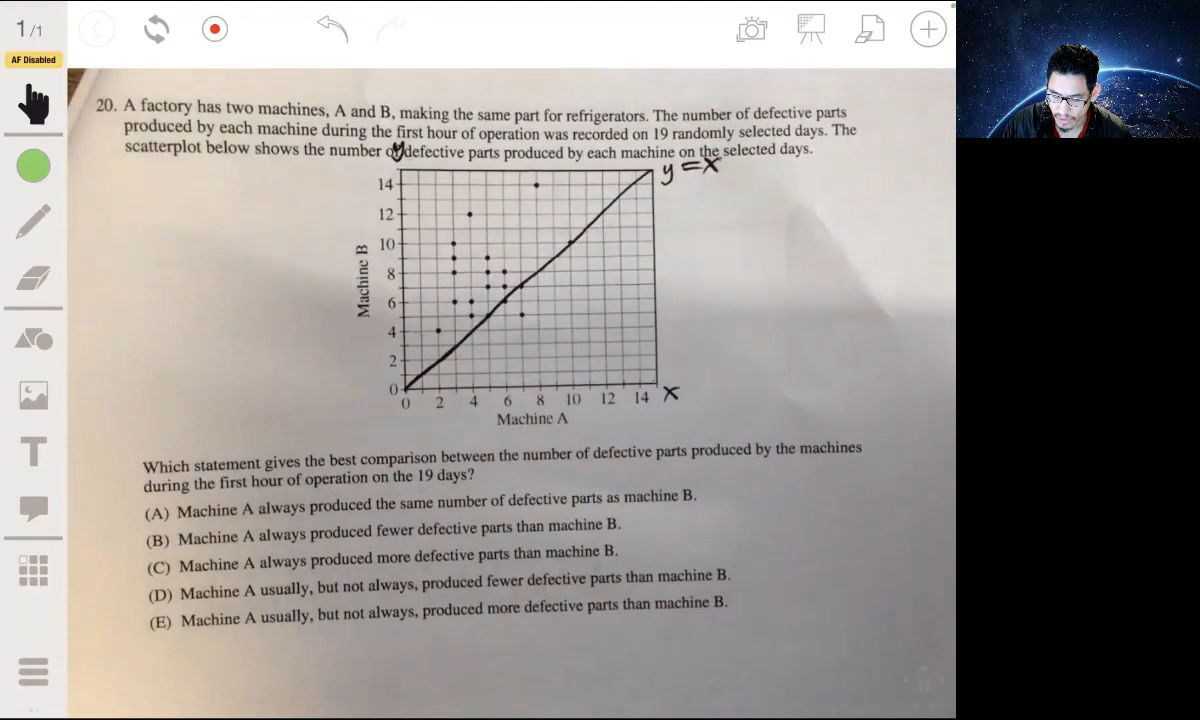 1/1
AF Disabled
T
20. A factory has two machines, A and B, making the same part for refrigerators. The number of defective parts
produced by each machine during the first hour of operation was recorded on 19 randomly selected days. The
scatterplot below shows the number defective parts produced by each machine on the selected days.
y
y = x
14
12
10
8
6
4
2
0
Machine B
0 2 4 6 8 10 12 14 x
Machine A
Which statement gives the best comparison between the number of defective parts produced by the machines
during the first hour of operation on the 19 days?
(A) Machine A always produced the same number of defective parts as machine B.
(B) Machine A always produced fewer defective parts than machine B.
(C) Machine A always produced more defective parts than machine B.
(D) Machine A usually, but not always, produced fewer defective parts than machine B.
(E) Machine A usually, but not always, produced more defective parts than machine B.